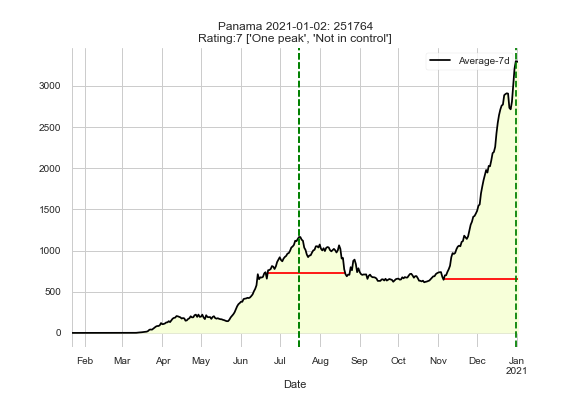 Panama 2021-01-02: 251764
Rating:7 ['One peak', 'Not in control']
Average-7d
3000
2500
2000
1500
1000
500
0
Feb Mar Apr May Jun Jul Aug Sep Oct Nov Dec Jan
2021
Date